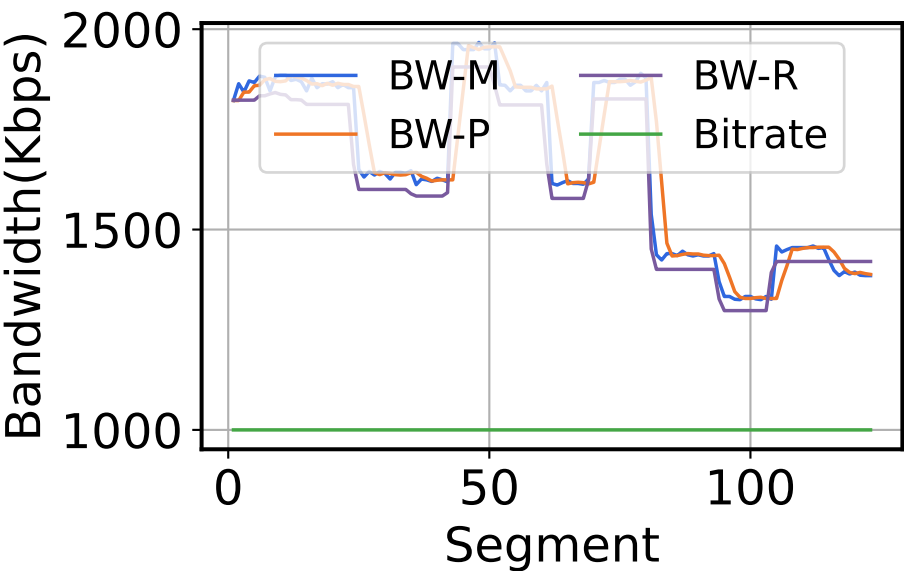 Bandwidth(Kbps)
2000
1500
1000
BW-M
BW-P
BW-R
Bitrate
0 50 100
Segment